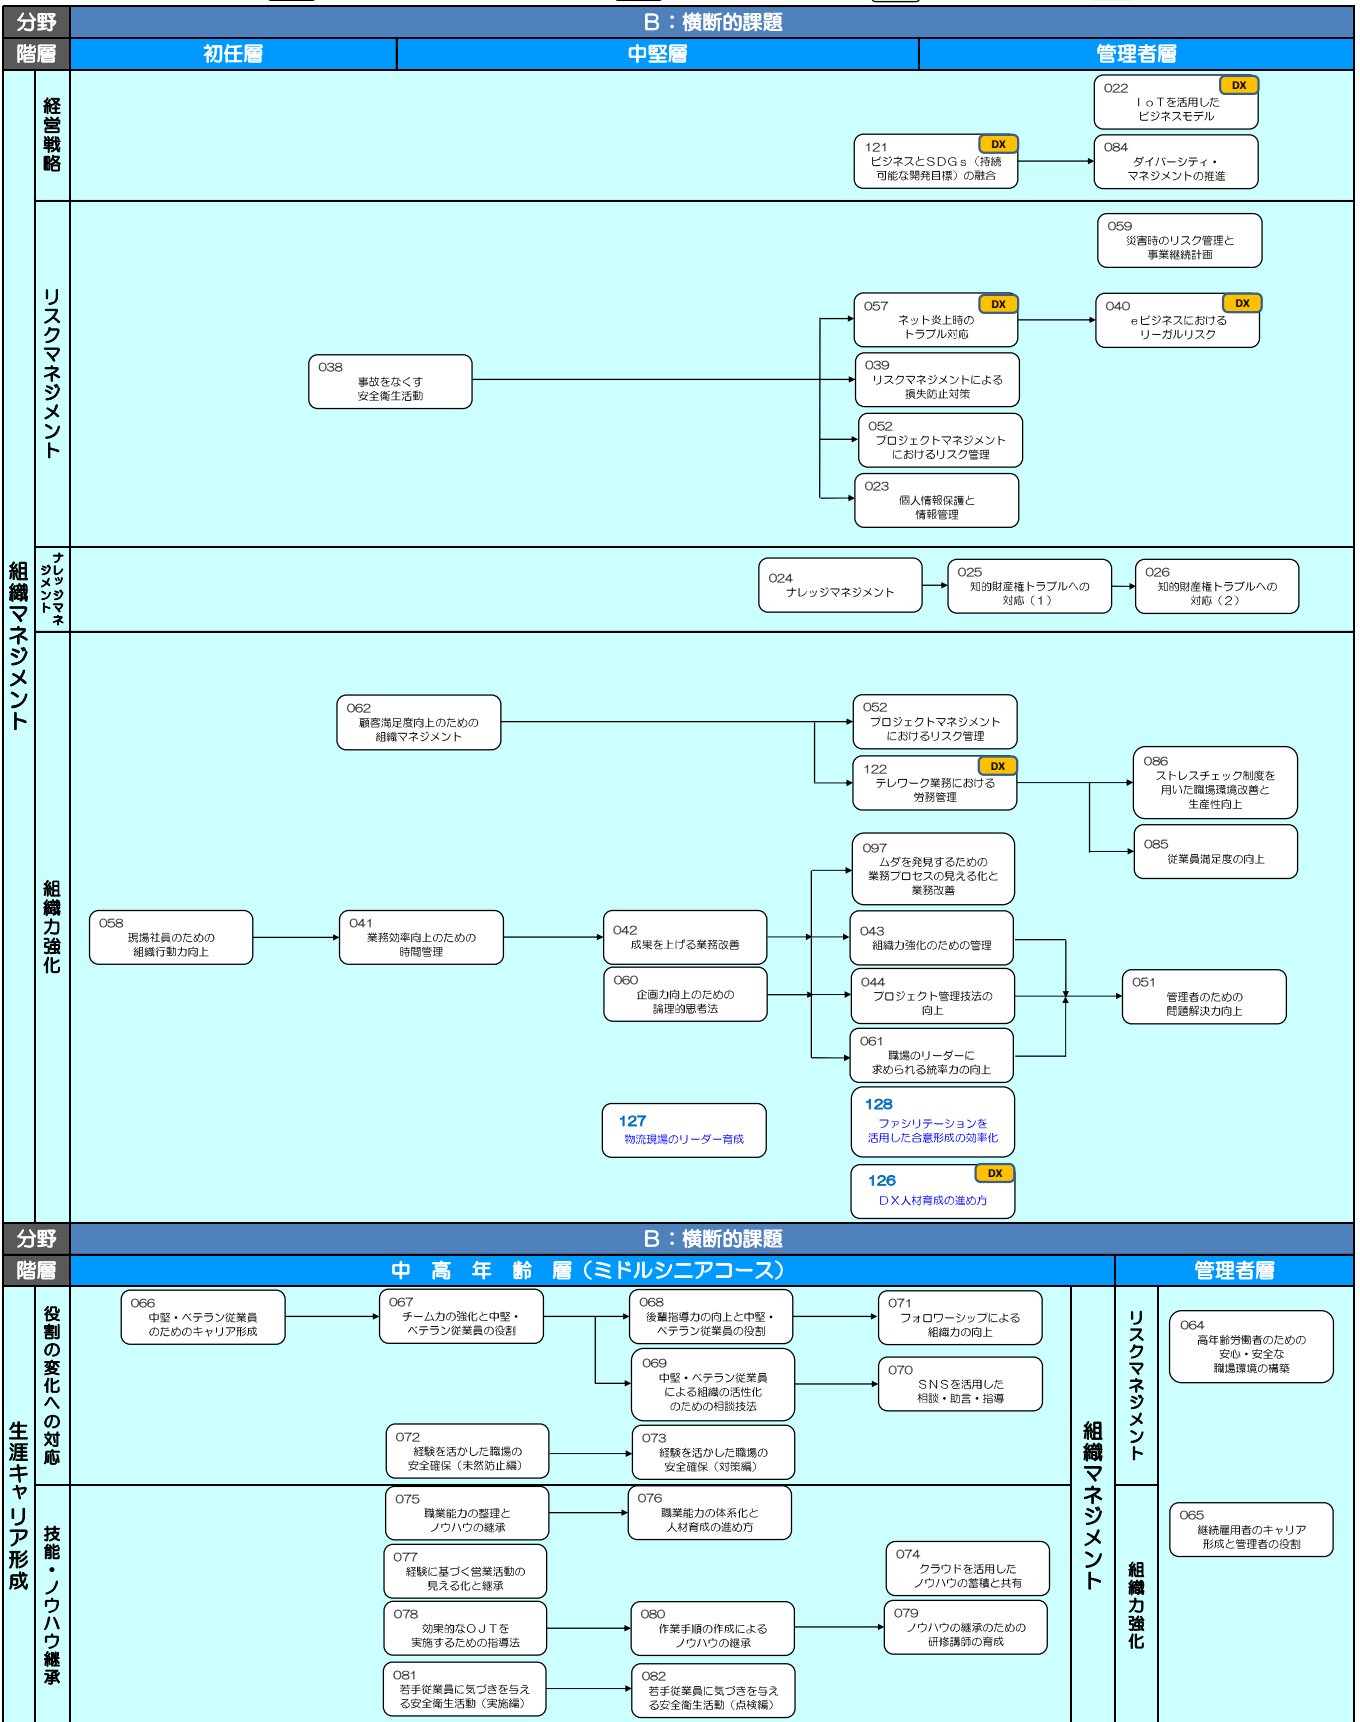 分野
B：横断的課題
階層
初任層
中堅層
管理者層
組織マネジメント
経営戦略
022
DX
ＩｏＴを活用した
ビジネスモデル
121
DX
ビジネスとＳＤＧｓ（持続
可能な開発目標）の融合
084
ダイバーシティ・
マネジメントの推進
リスクマネジメント
059
災害時のリスク管理と
事業継続計画
057
DX
ネット炎上時の
トラブル対応
040
DX
ｅビジネスにおける
リーガルリスク
038
事故をなくす
安全衛生活動
039
リスクマネジメントによる
損失防止対策
052
プロジェクトマネジメント
におけるリスク管理
023
個人情報保護と
情報管理
ナレッジマネ
ジメント
024
ナレッジマネジメント
025
知的財産権トラブルへの
対応（１）
026
知的財産権トラブルへの
対応（２）
組織力強化
062
顧客満足度向上のための
組織マネジメント
052
プロジェクトマネジメント
におけるリスク管理
122
DX
テレワーク業務における
労務管理
086
ストレスチェック制度を
用いた職場環境改善と
生産性向上
085
従業員満足度の向上
097
ムダを発見するための
業務プロセスの見える化と
業務改善
058
現場社員のための
組織行動力向上
041
業務効率向上のための
時間管理
042
成果を上げる業務改善
043
組織力強化のための管理
060
企画力向上のための
論理的思考法
044
プロジェクト管理技法の
向上
051
管理者のための
問題解決力向上
061
職場のリーダーに
求められる統率力の向上
127
物流現場のリーダー育成
128
ファシリテーションを
活用した合意形成の効率化
126
DX
ＤＸ人材育成の進め方
分野
B：横断的課題
階層
中　高　年　齢　層（ミドルシニアコース）
管理者層
生涯キャリア形成
役割の変化への対応
066
中堅・ベテラン従業員
のためのキャリア形成
067
チーム力の強化と中堅・
ベテラン従業員の役割
068
後輩指導力の向上と中堅・
ベテラン従業員の役割
071
フォロワーシップによる
組織力の向上
069
中堅・ベテラン従業員
による組織の活性化
のための相談技法
070
ＳＮＳを活用した
相談・助言・指導
072
経験を活かした職場の
安全確保（未然防止編）
073
経験を活かした職場の
安全確保（対策編）
技能・ノウハウ継承
075
職業能力の整理と
ノウハウの継承
076
職業能力の体系化と
人材育成の進め方
077
経験に基づく営業活動の
見える化と継承
074
クラウドを活用した
ノウハウの蓄積と共有
078
効果的なＯＪＴを
実施するための指導法
080
作業手順の作成による
ノウハウの継承
079
ノウハウの継承のための
研修講師の育成
081
若手従業員に気づきを与え
る安全衛生活動（実施編）
082
若手従業員に気づきを与え
る安全衛生活動（点検編）
組織マネジメント
リスクマネジメント
064
高年齢労働者のための
安心・安全な
職場環境の構築
組織力強化
065
継続雇用者のキャリア
形成と管理者の役割